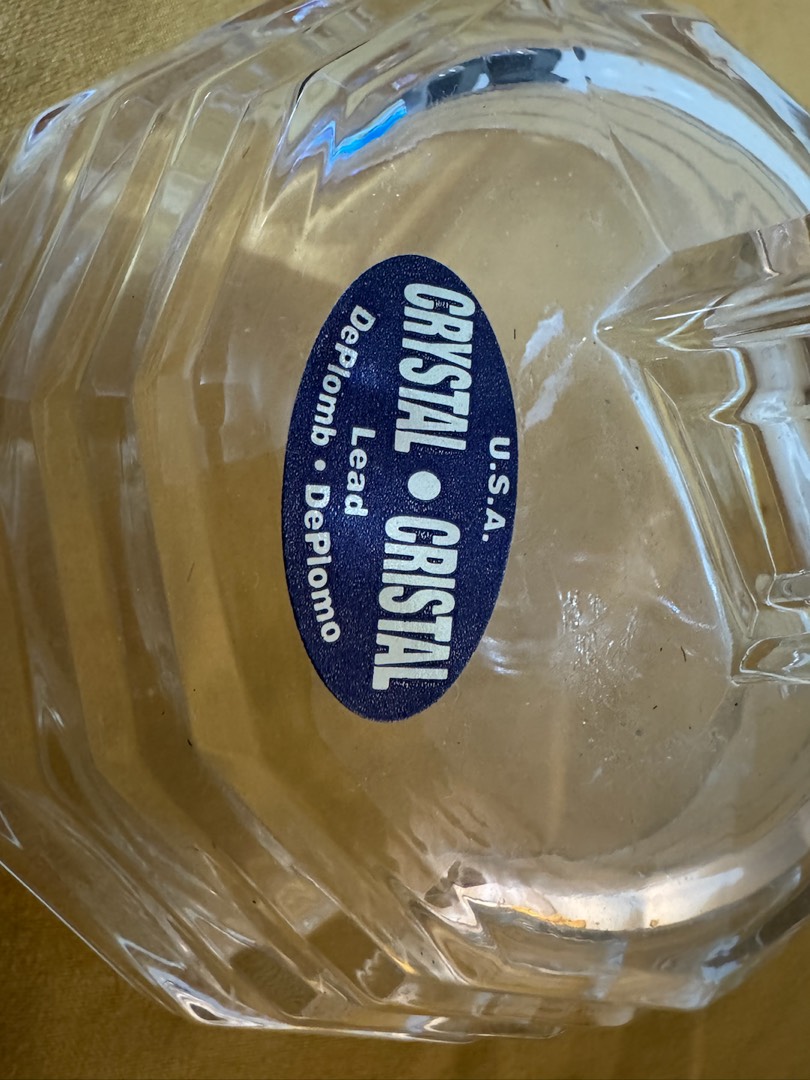 U.S.A.
CRYSTAL • CRISTAL
Lead
DePlomb • DePlomo